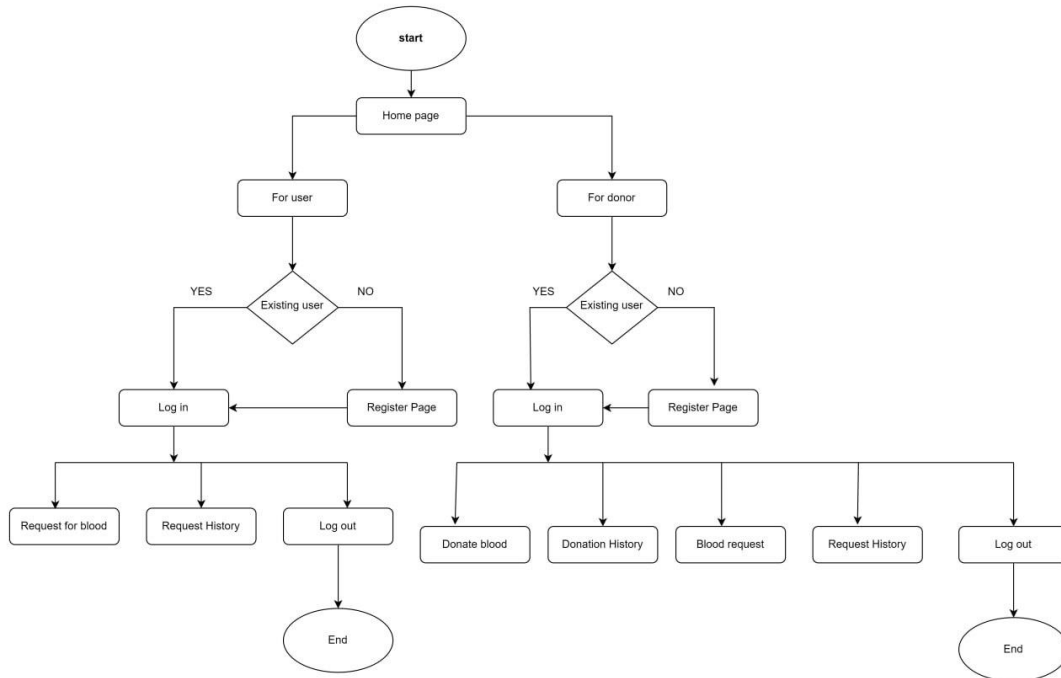 start
Home page
For user
For donor
YES
Existing user
NO
YES
Existing user
NO
Log in
Register Page
Log in
Register Page
Request for blood
Request History
Log out
Donate blood
Donation History
Blood request
Request History
Log out
End
End